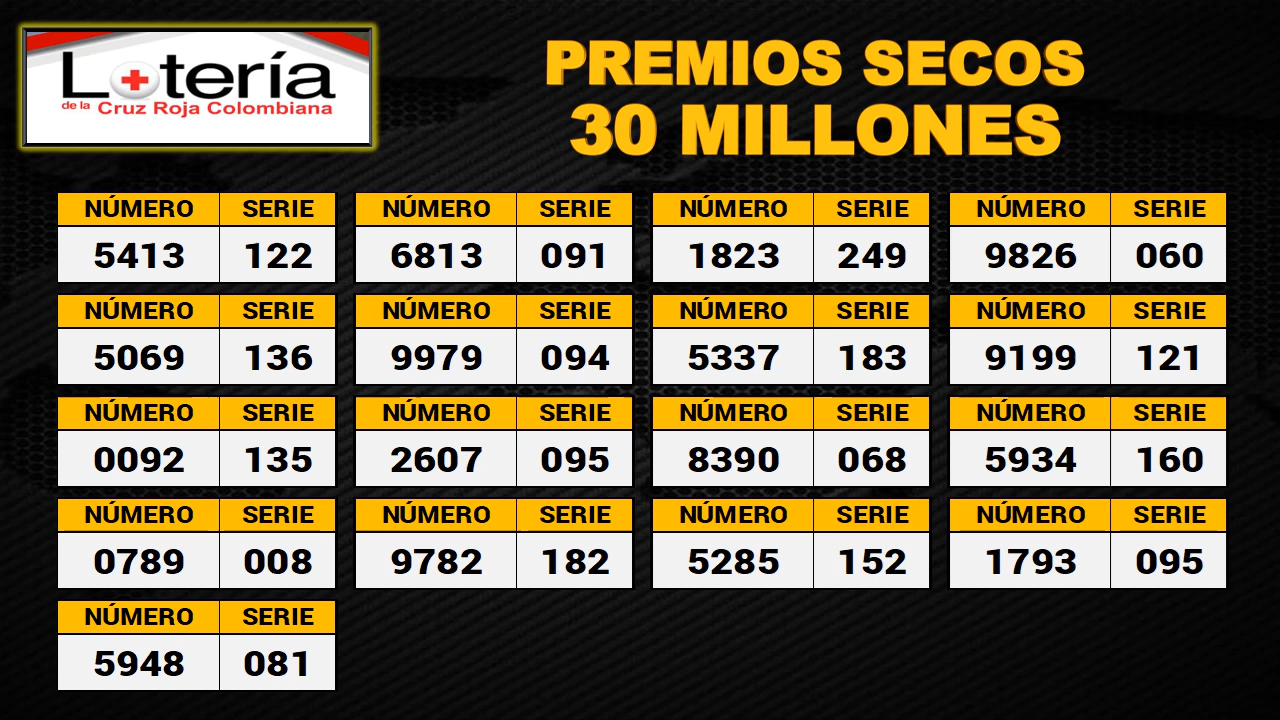 Lotería
de la Cruz Roja Colombiana
PREMIOS SECOS
30 MILLONES
NÚMERO SERIE NÚMERO SERIE NÚMERO SERIE NÚMERO SERIE
5413 122 6813 091 1823 249 9826 060
NÚMERO SERIE NÚMERO SERIE NÚMERO SERIE NÚMERO SERIE
5069 136 9979 094 5337 183 9199 121
NÚMERO SERIE NÚMERO SERIE NÚMERO SERIE NÚMERO SERIE
0092 135 2607 095 8390 068 5934 160
NÚMERO SERIE NÚMERO SERIE NÚMERO SERIE NÚMERO SERIE
0789 008 9782 182 5285 152 1793 095
NÚMERO SERIE
5948 081